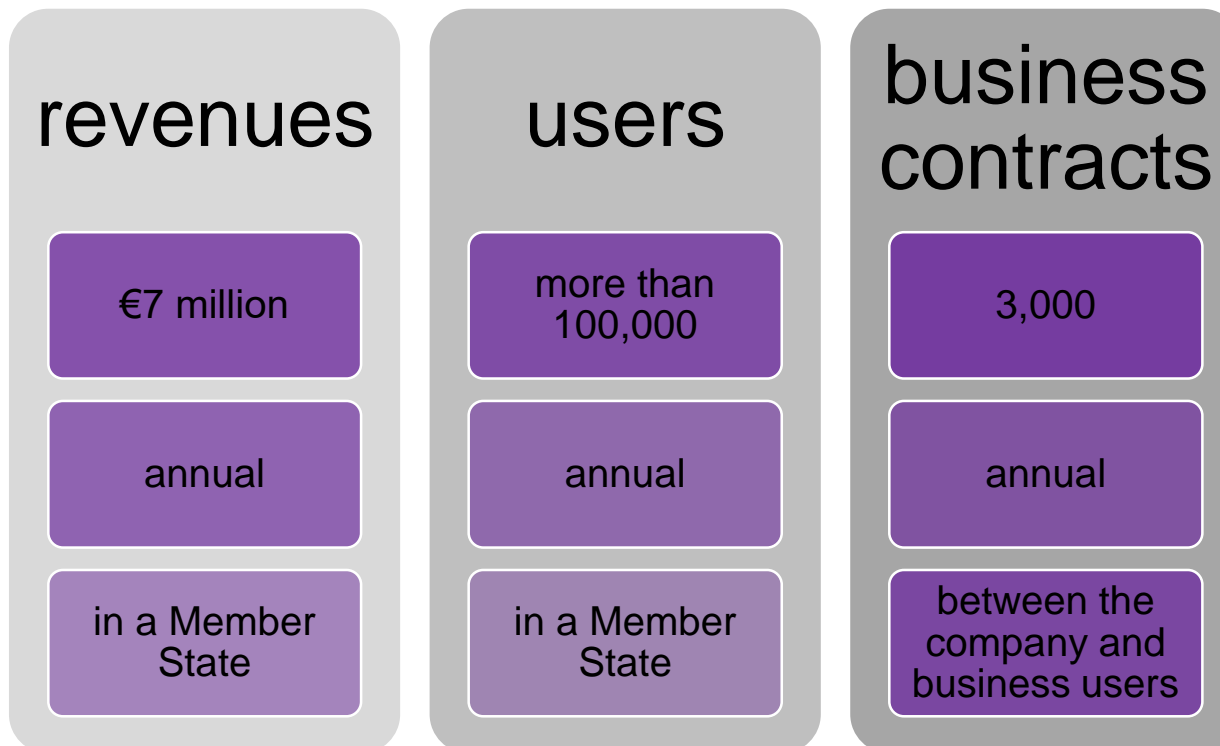 revenues
€7 million
annual
in a Member
State
users
more than
100,000
annual
in a Member
State
business
contracts
3,000
annual
between the
company and
business users